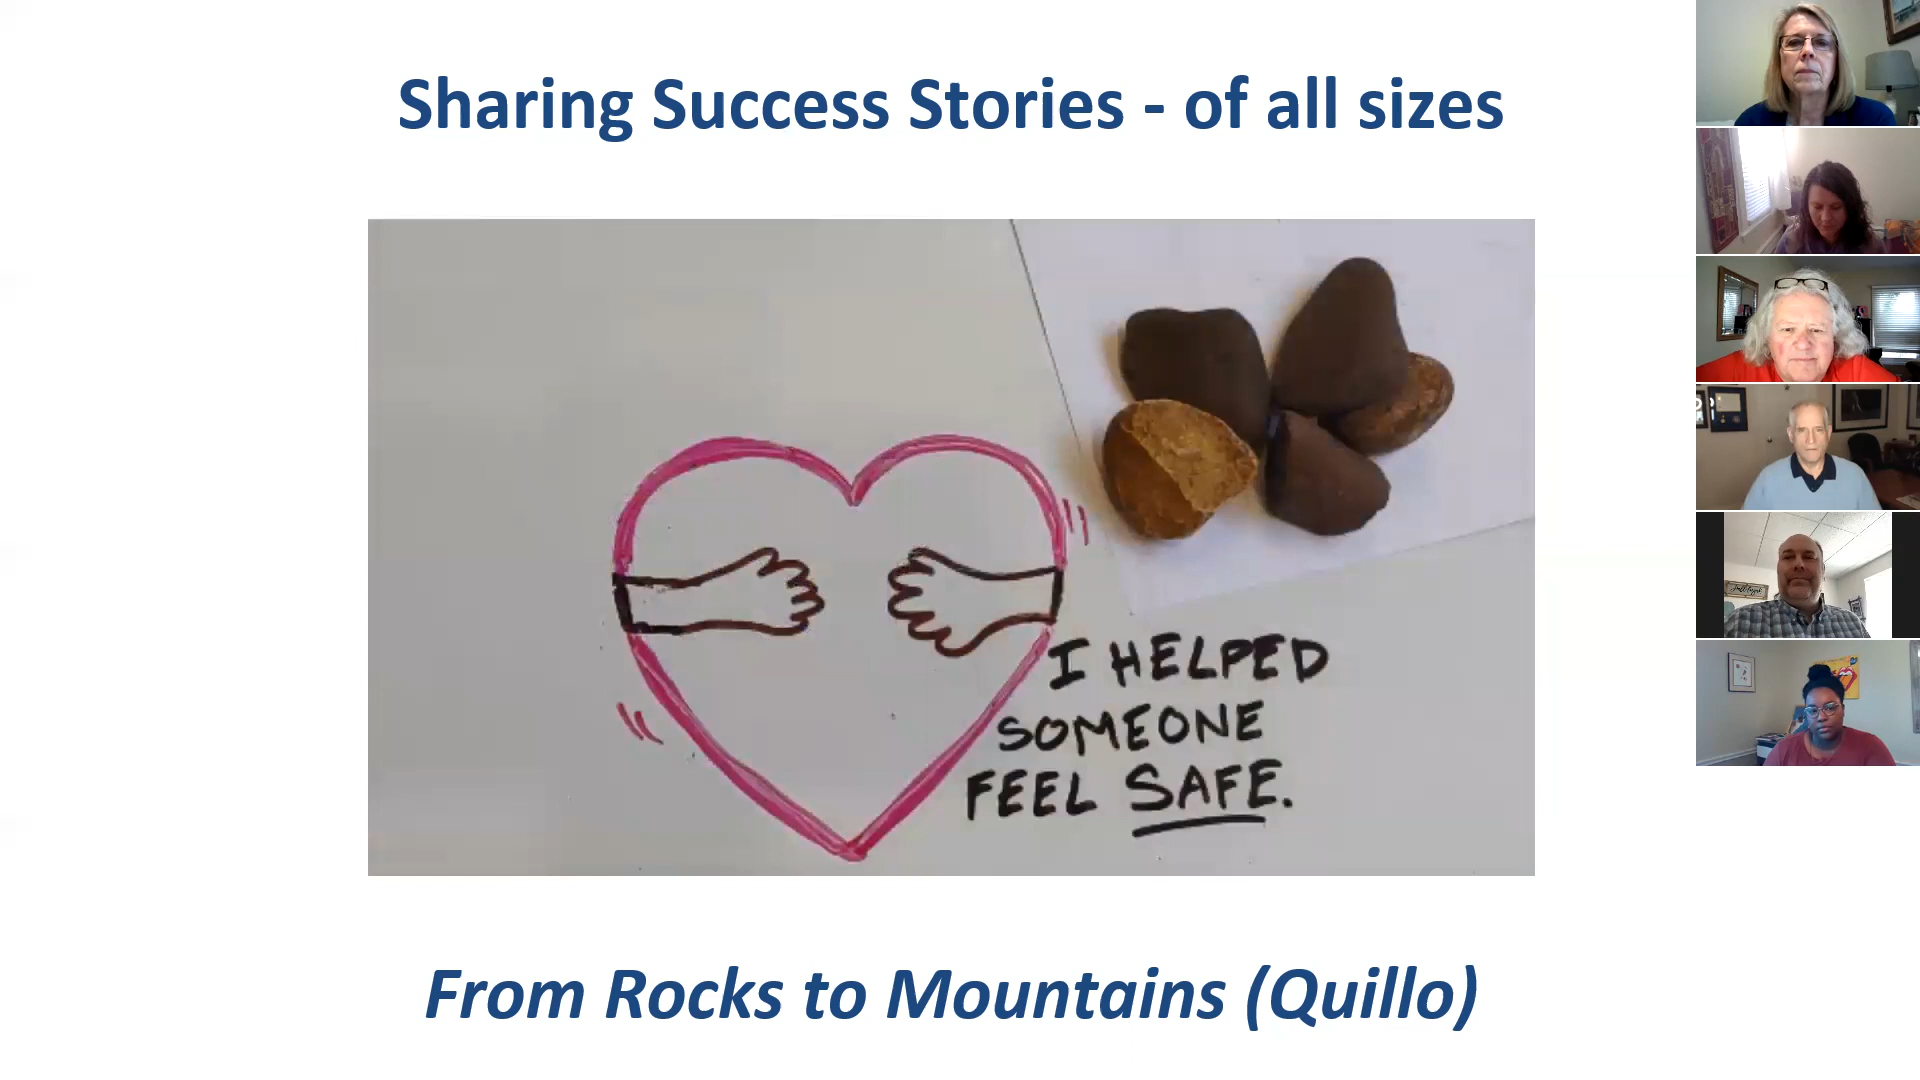 Sharing Success Stories - of all sizes
I HELPED
SOMEONE
FEEL SAFE.
From Rocks to Mountains (Quillo)